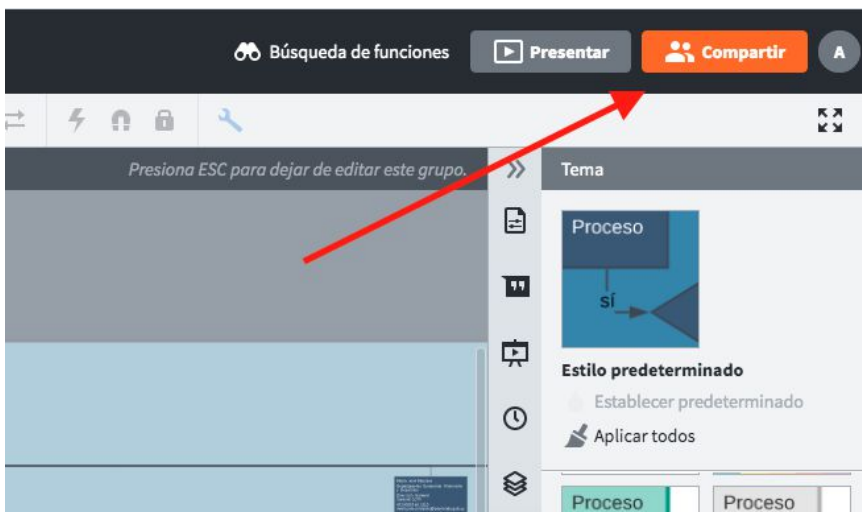 Búsqueda de funciones
Presentar
Compartir
A
Presiona ESC para dejar de editar este grupo.
Tema
Proceso
sí
Estilo predeterminado
Establecer predeterminado
Aplicar todos
Proceso
Proceso